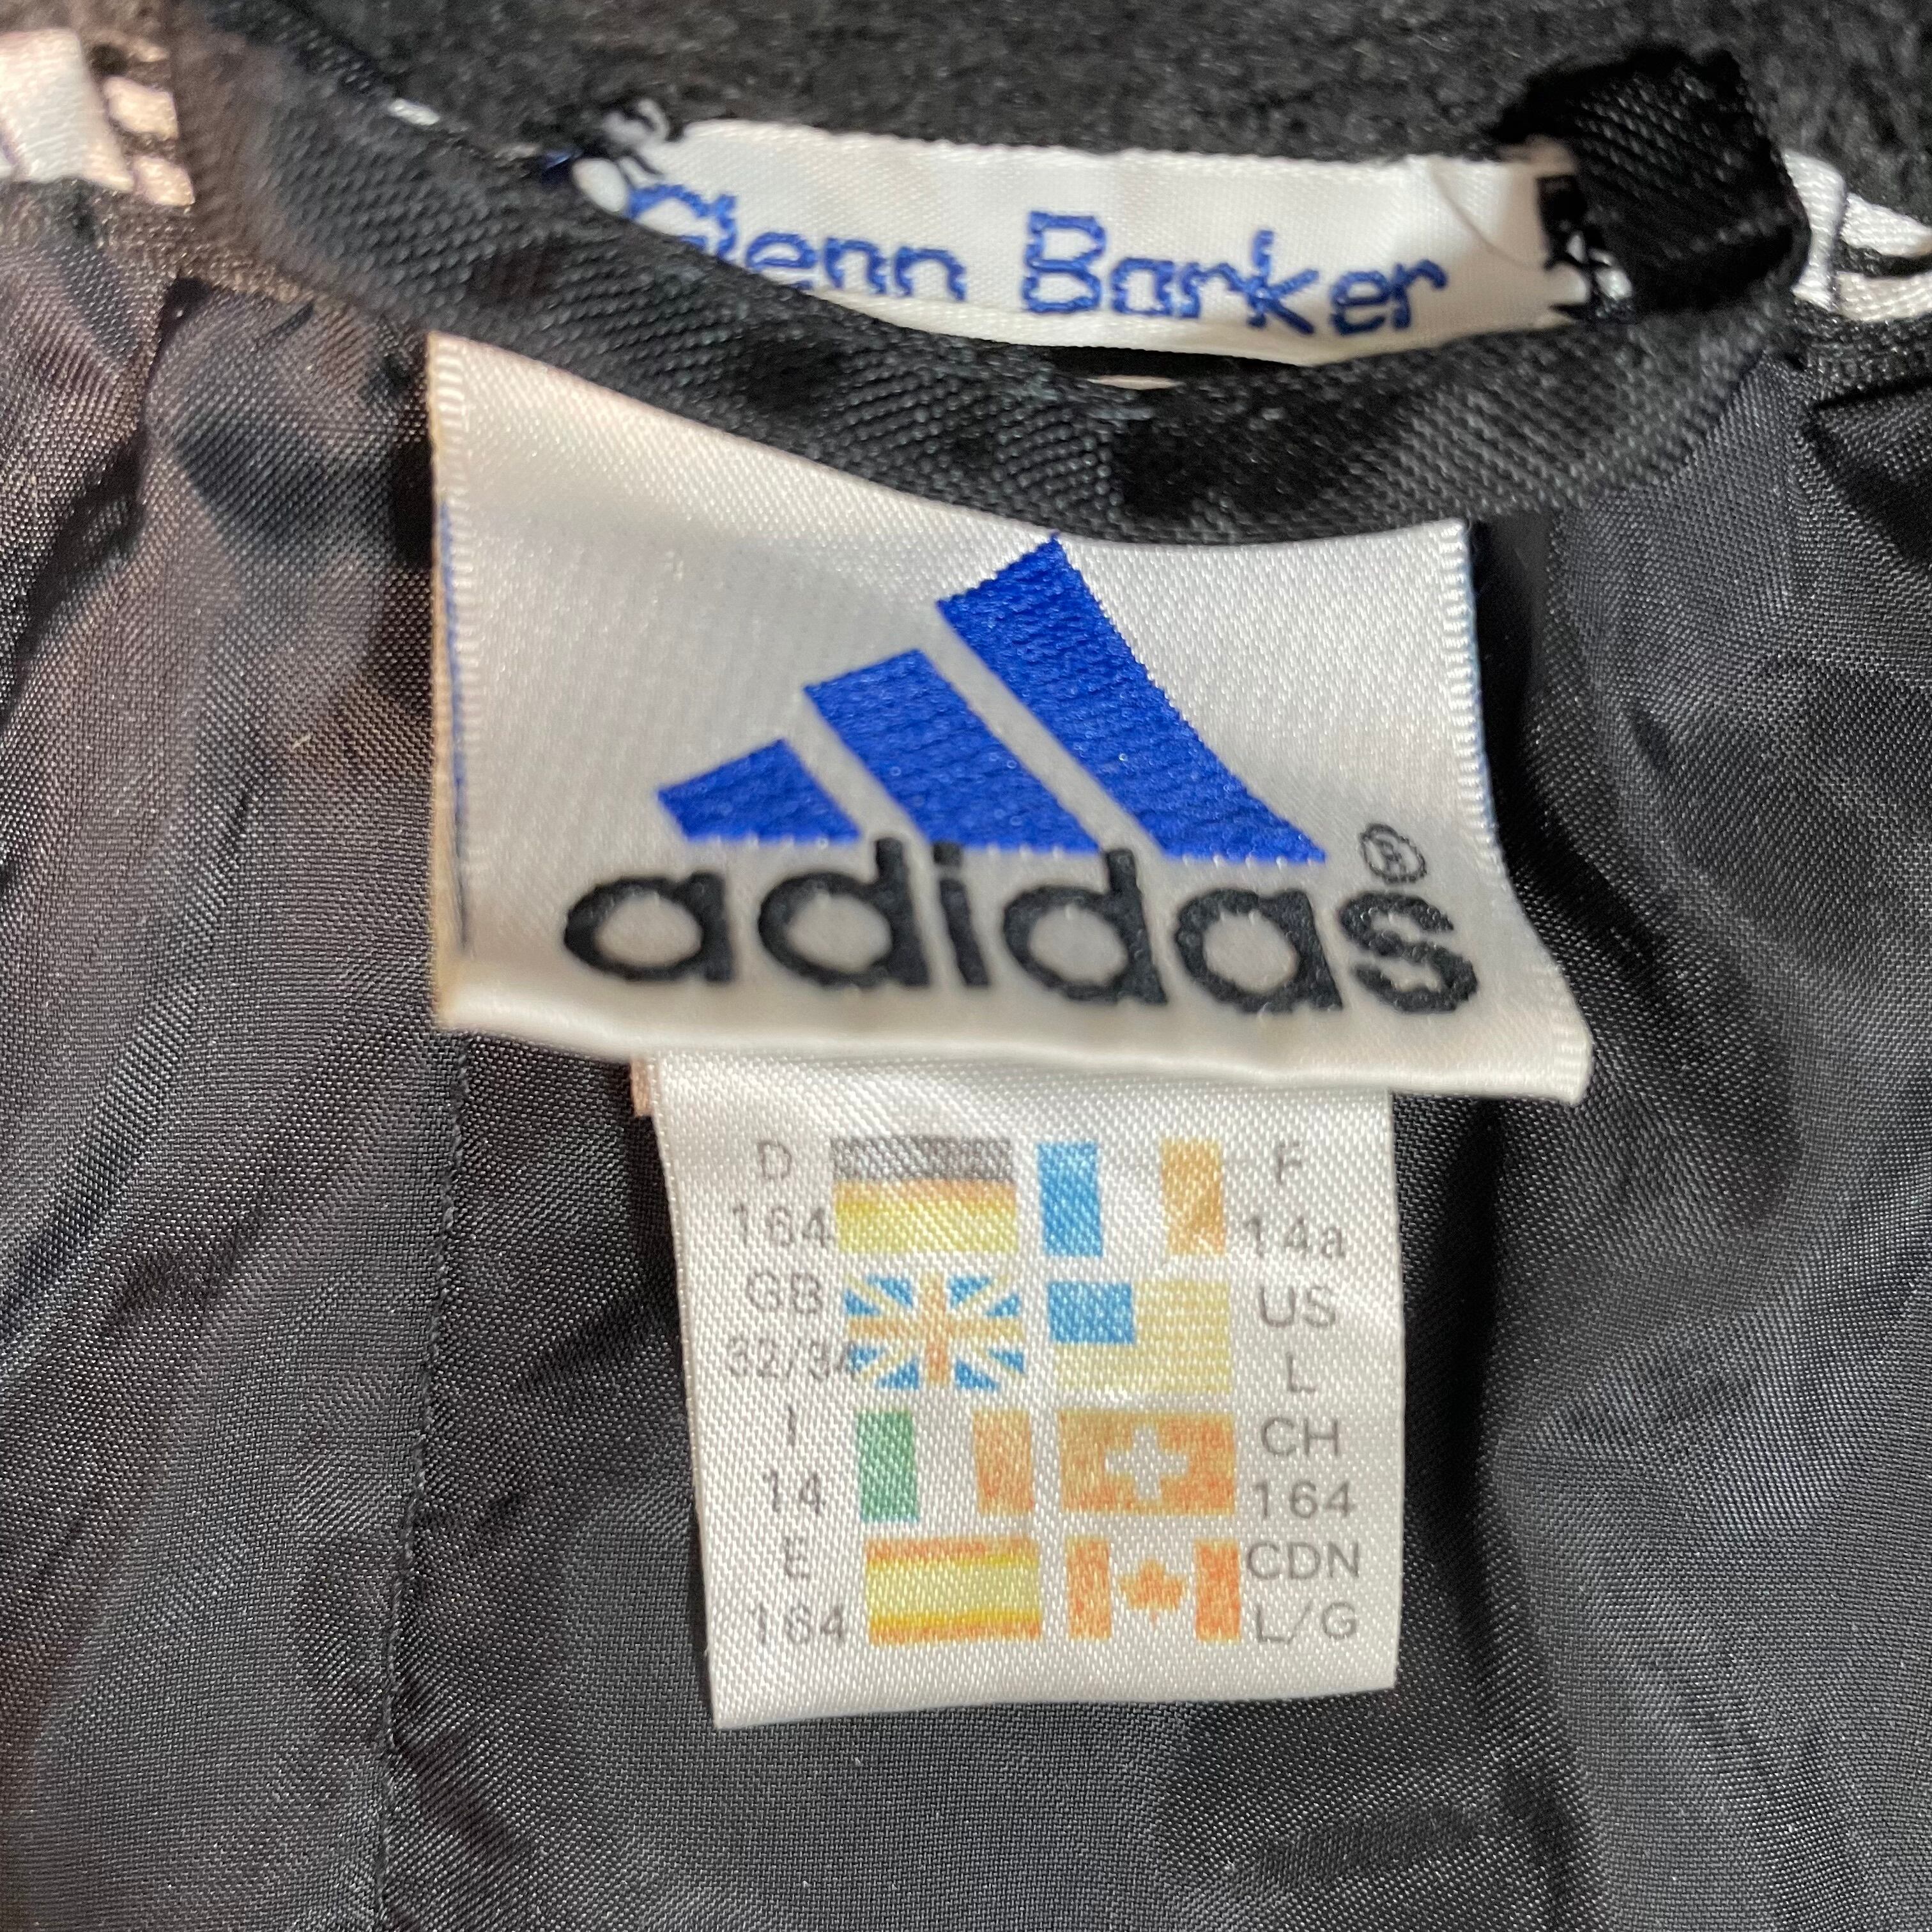 Glenn Barker
adidas®
D F
164 14a
GB US
32/34 L
I CH
14 164
E CDN
164 L/G